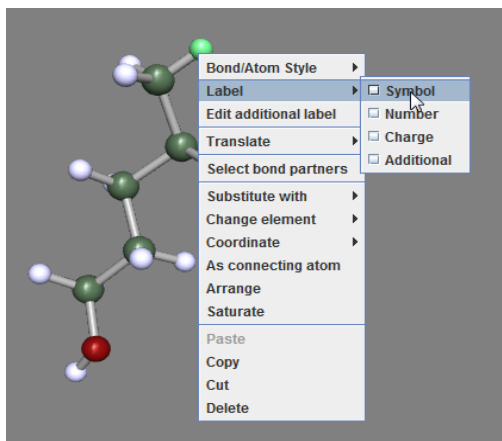 Bond/Atom Style
Label
Edit additional label
Translate
Select bond partners
Substitute with
Change element
Coordinate
As connecting atom
Arrange
Saturate
Paste
Copy
Cut
Delete
Symbol
Number
Charge
Additional